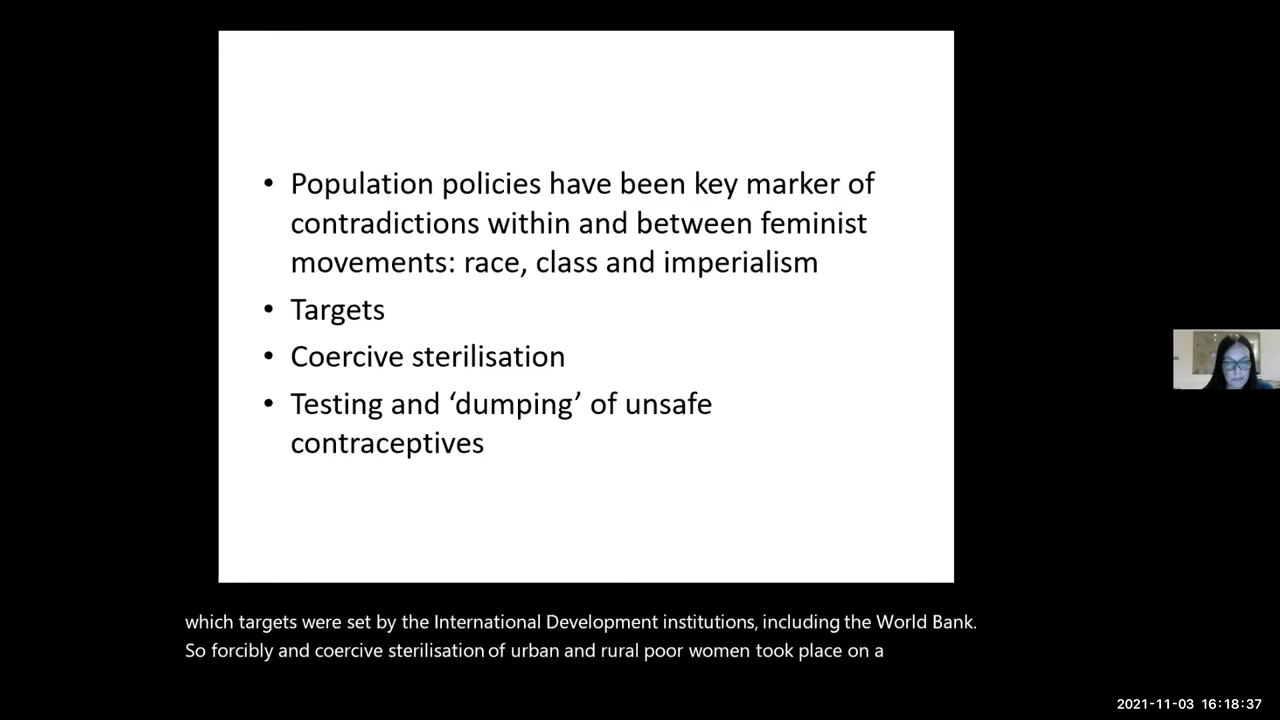 • Population policies have been key marker of
contradictions within and between feminist
movements: race, class and imperialism
• Targets
• Coercive sterilisation
• Testing and ‘dumping’ of unsafe
contraceptives
which targets were set by the International Development institutions, including the World Bank.
So forcibly and coercive sterilisation of urban and rural poor women took place on a
2021-11-03 16:18:37